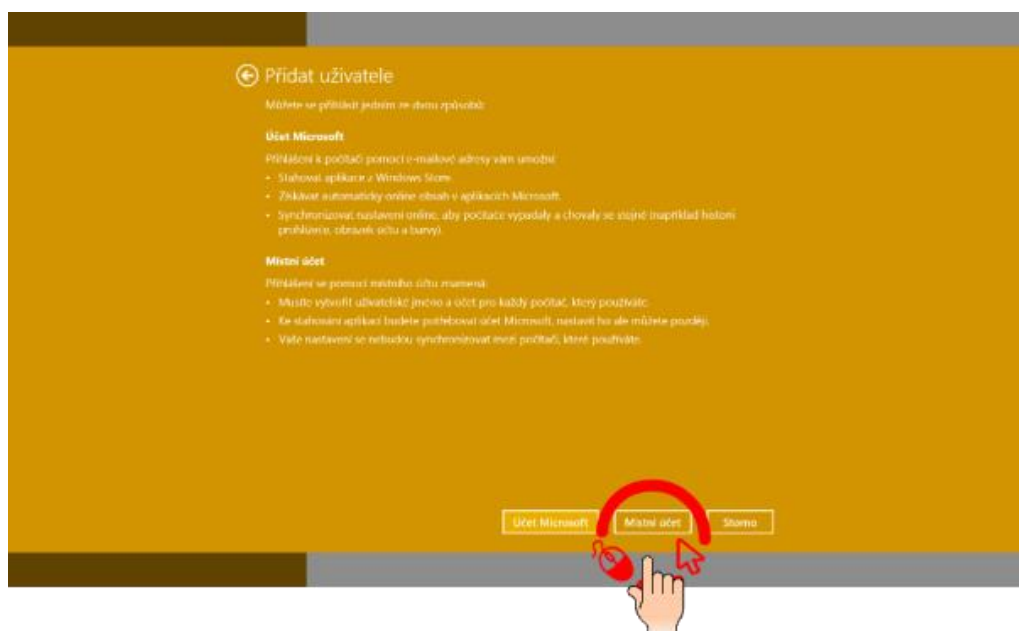 Přidat uživatele
Můžete se přihlásit jedním ze dvou způsobů:
Účet Microsoft
Přihlášení k počítači pomocí e-mailové adresy vám umožní:
• Stahovat aplikace z Windows Store.
• Získávat automaticky online obsah v aplikacích Microsoft.
• Synchronizovat nastavení online, aby počítače vypadaly a chovaly se stejně (například historii
prohlížeče, obrázek účtu a barvy).
Místní účet
Přihlášení se pomocí místního účtu znamená:
• Musíte vytvořit uživatelské jméno a účet pro každý počítač, který používáte.
• Ke stahování aplikací budete potřebovat účet Microsoft, nastavit ho ale můžete později.
• Vaše nastavení se nebudou synchronizovat mezi počítači, které používáte.
Účet Microsoft
Místní účet
Storno